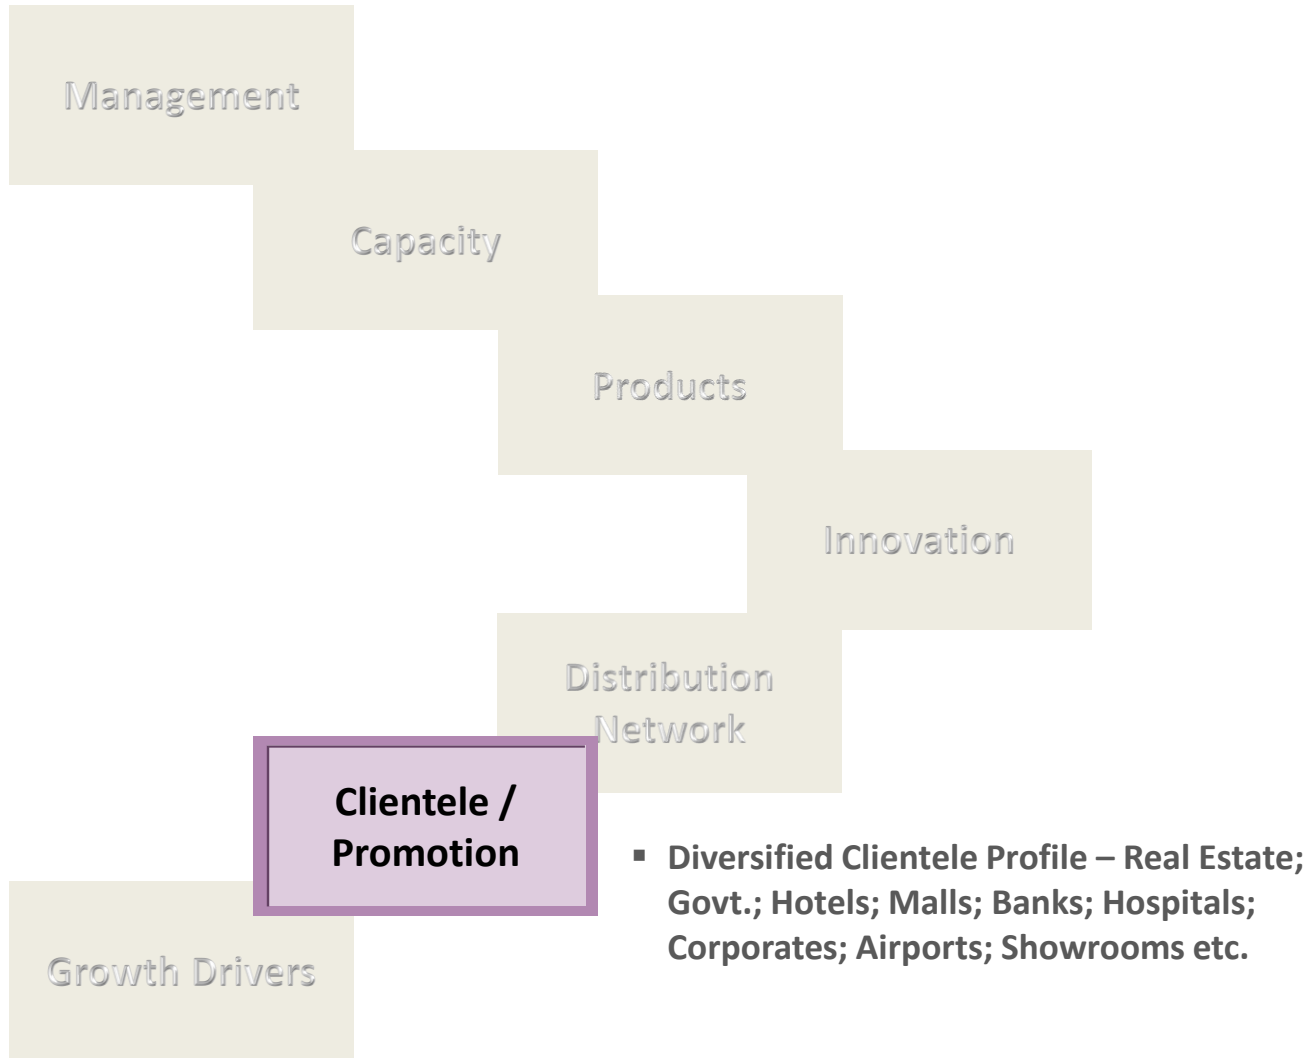 Management
Capacity
Products
Innovation
Distribution
Network
Clientele /
Promotion
▪ Diversified Clientele Profile – Real Estate;
Govt.; Hotels; Malls; Banks; Hospitals;
Corporates; Airports; Showrooms etc.
Growth Drivers